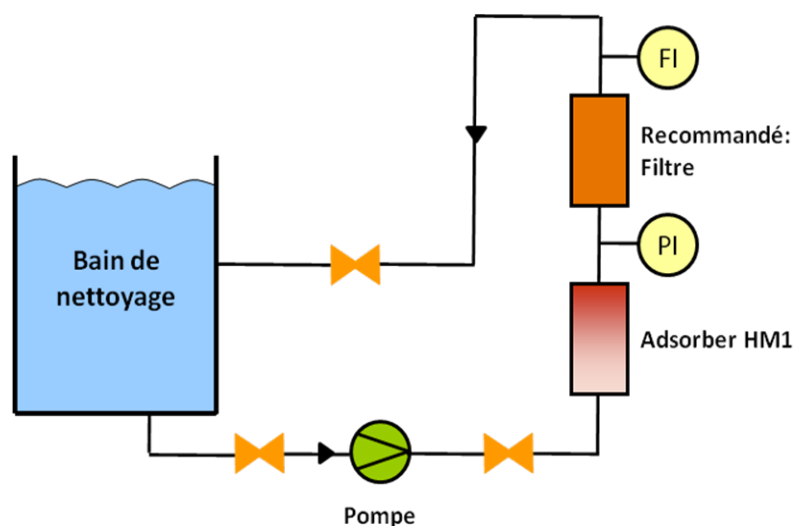 FI
Recommandé:
Filtre
PI
Bain de
nettoyage
Adsorber HM1
Pompe